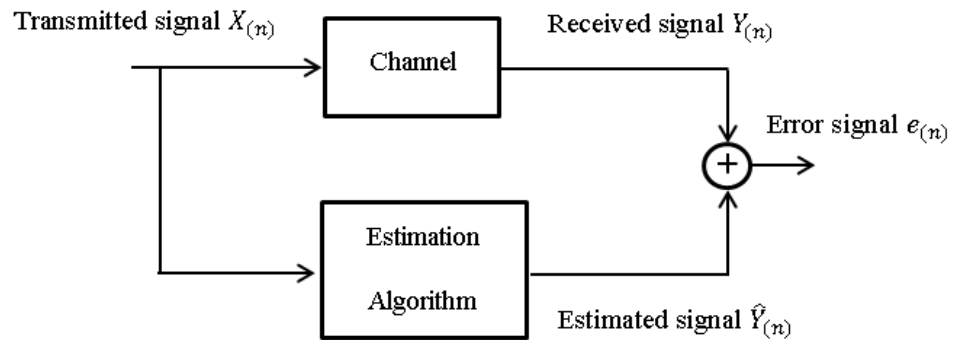 Transmitted signal X(n)
Received signal Y(n)
Channel
Error signal e(n)
+
Estimation
Algorithm
Estimated signal Ŷ(n)